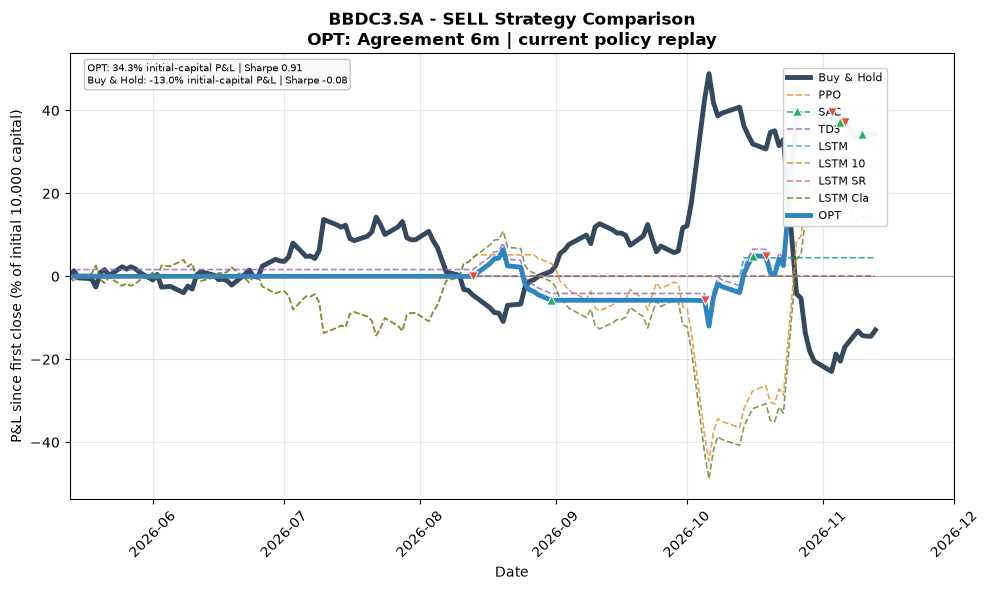 BBDC3.SA - SELL Strategy Comparison
OPT: Agreement 6m | current policy replay
OPT: 34.3% initial-capital P&L | Sharpe 0.91
Buy & Hold: -13.0% initial-capital P&L | Sharpe -0.08
Buy & Hold
PPO
SAC
TD3
LSTM
LSTM 10
LSTM SR
LSTM Cla
OPT
P&L since first close (% of initial 10,000 capital)
40
20
0
−20
−40
2026-06
2026-07
2026-08
2026-09
2026-10
2026-11
2026-12
Date